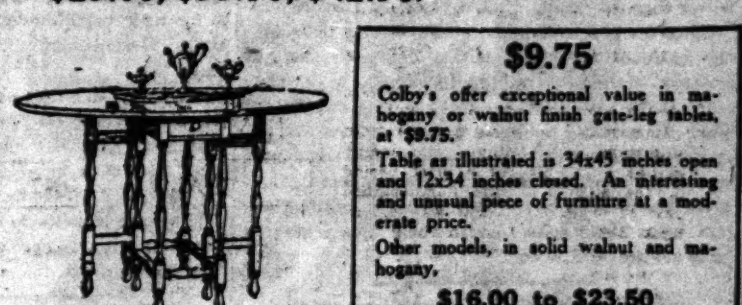 $9.75
Colby's offer exceptional value in ma-
hogany or walnut finish gate-leg tables,
at $9.75.
Table as illustrated is 34x45 inches open
and 12x34 inches closed. An interesting
and unusual piece of furniture at a mod-
erate price.
Other models, in solid walnut and ma-
hogany,
$16.00 to $23.50